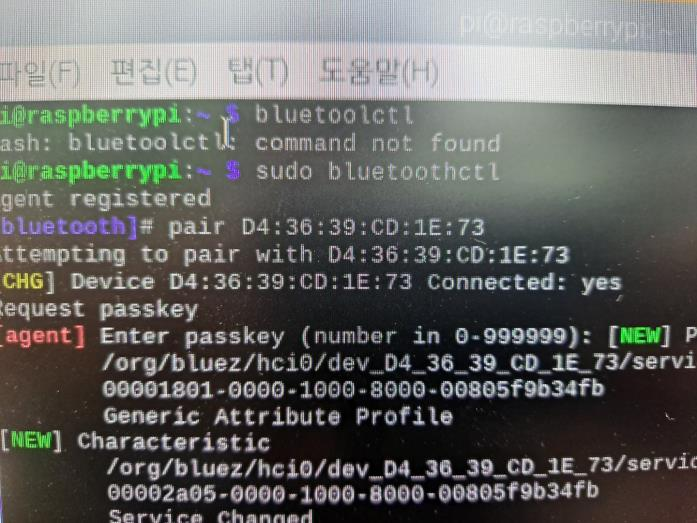 pi@raspberrypi: ~
파일(F) 편집(E) 탭(T) 도움말(H)
i@raspberrypi:~ $ bluetoolctl
ash: bluetoolctl: command not found
i@raspberrypi:~ $ sudo bluetoothctl
gent registered
bluetooth]# pair D4:36:39:CD:1E:73
ttempting to pair with D4:36:39:CD:1E:73
CHG] Device D4:36:39:CD:1E:73 Connected: yes
equest passkey
[agent] Enter passkey (number in 0-999999): [NEW] P
/org/bluez/hci0/dev_D4_36_39_CD_1E_73/servi
00001801-0000-1000-8000-00805f9b34fb
Generic Attribute Profile
[NEW] Characteristic
/org/bluez/hci0/dev_D4_36_39_CD_1E_73/servic
00002a05-0000-1000-8000-00805f9b34fb
Service Changed